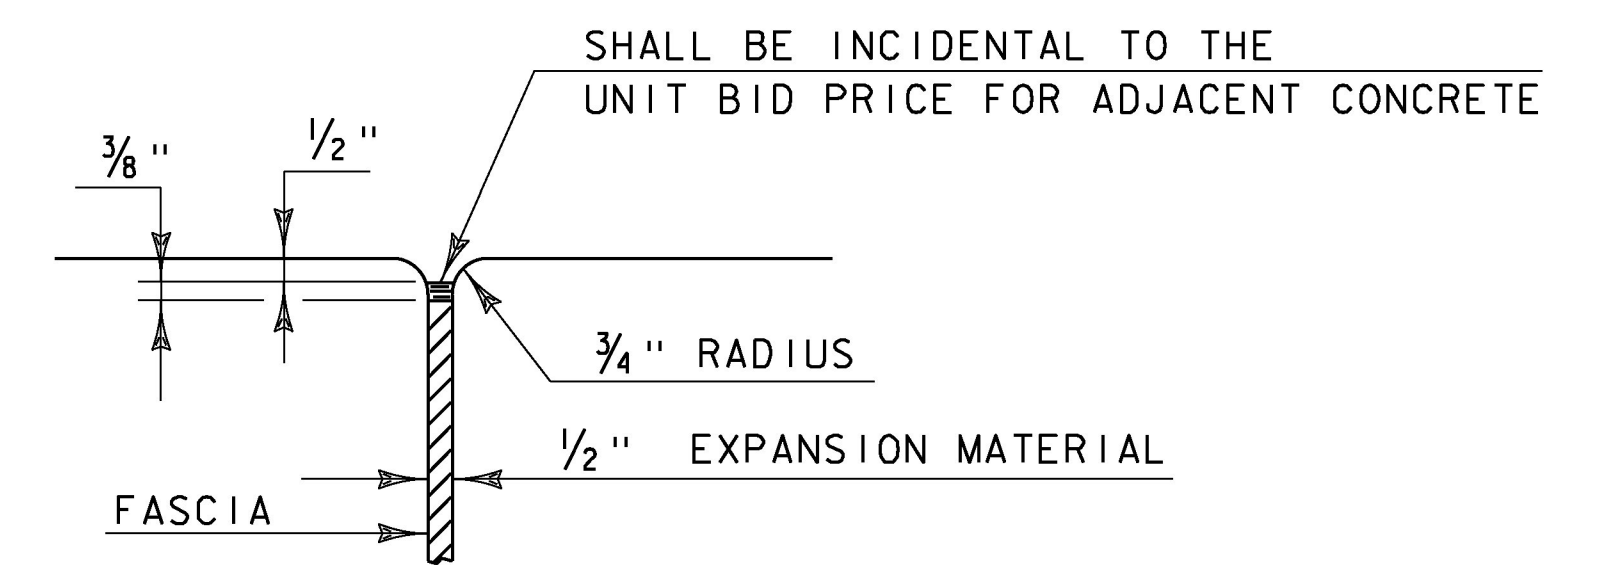 SHALL BE INCIDENTAL TO THE
UNIT BID PRICE FOR ADJACENT CONCRETE
3/8"
1/2"
3/4" RADIUS
1/2" EXPANSION MATERIAL
FASCIA